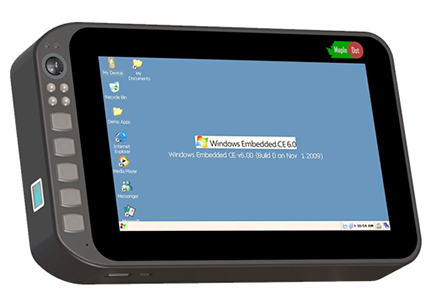 Maple Dot
My Device
My Documents
Recycle Bin
Demo Apps
Internet Explorer
Media Player
Messenger
Windows Embedded CE 6.0
Windows Embedded CE v6.00 (Build 0 on Nov 1 2009)